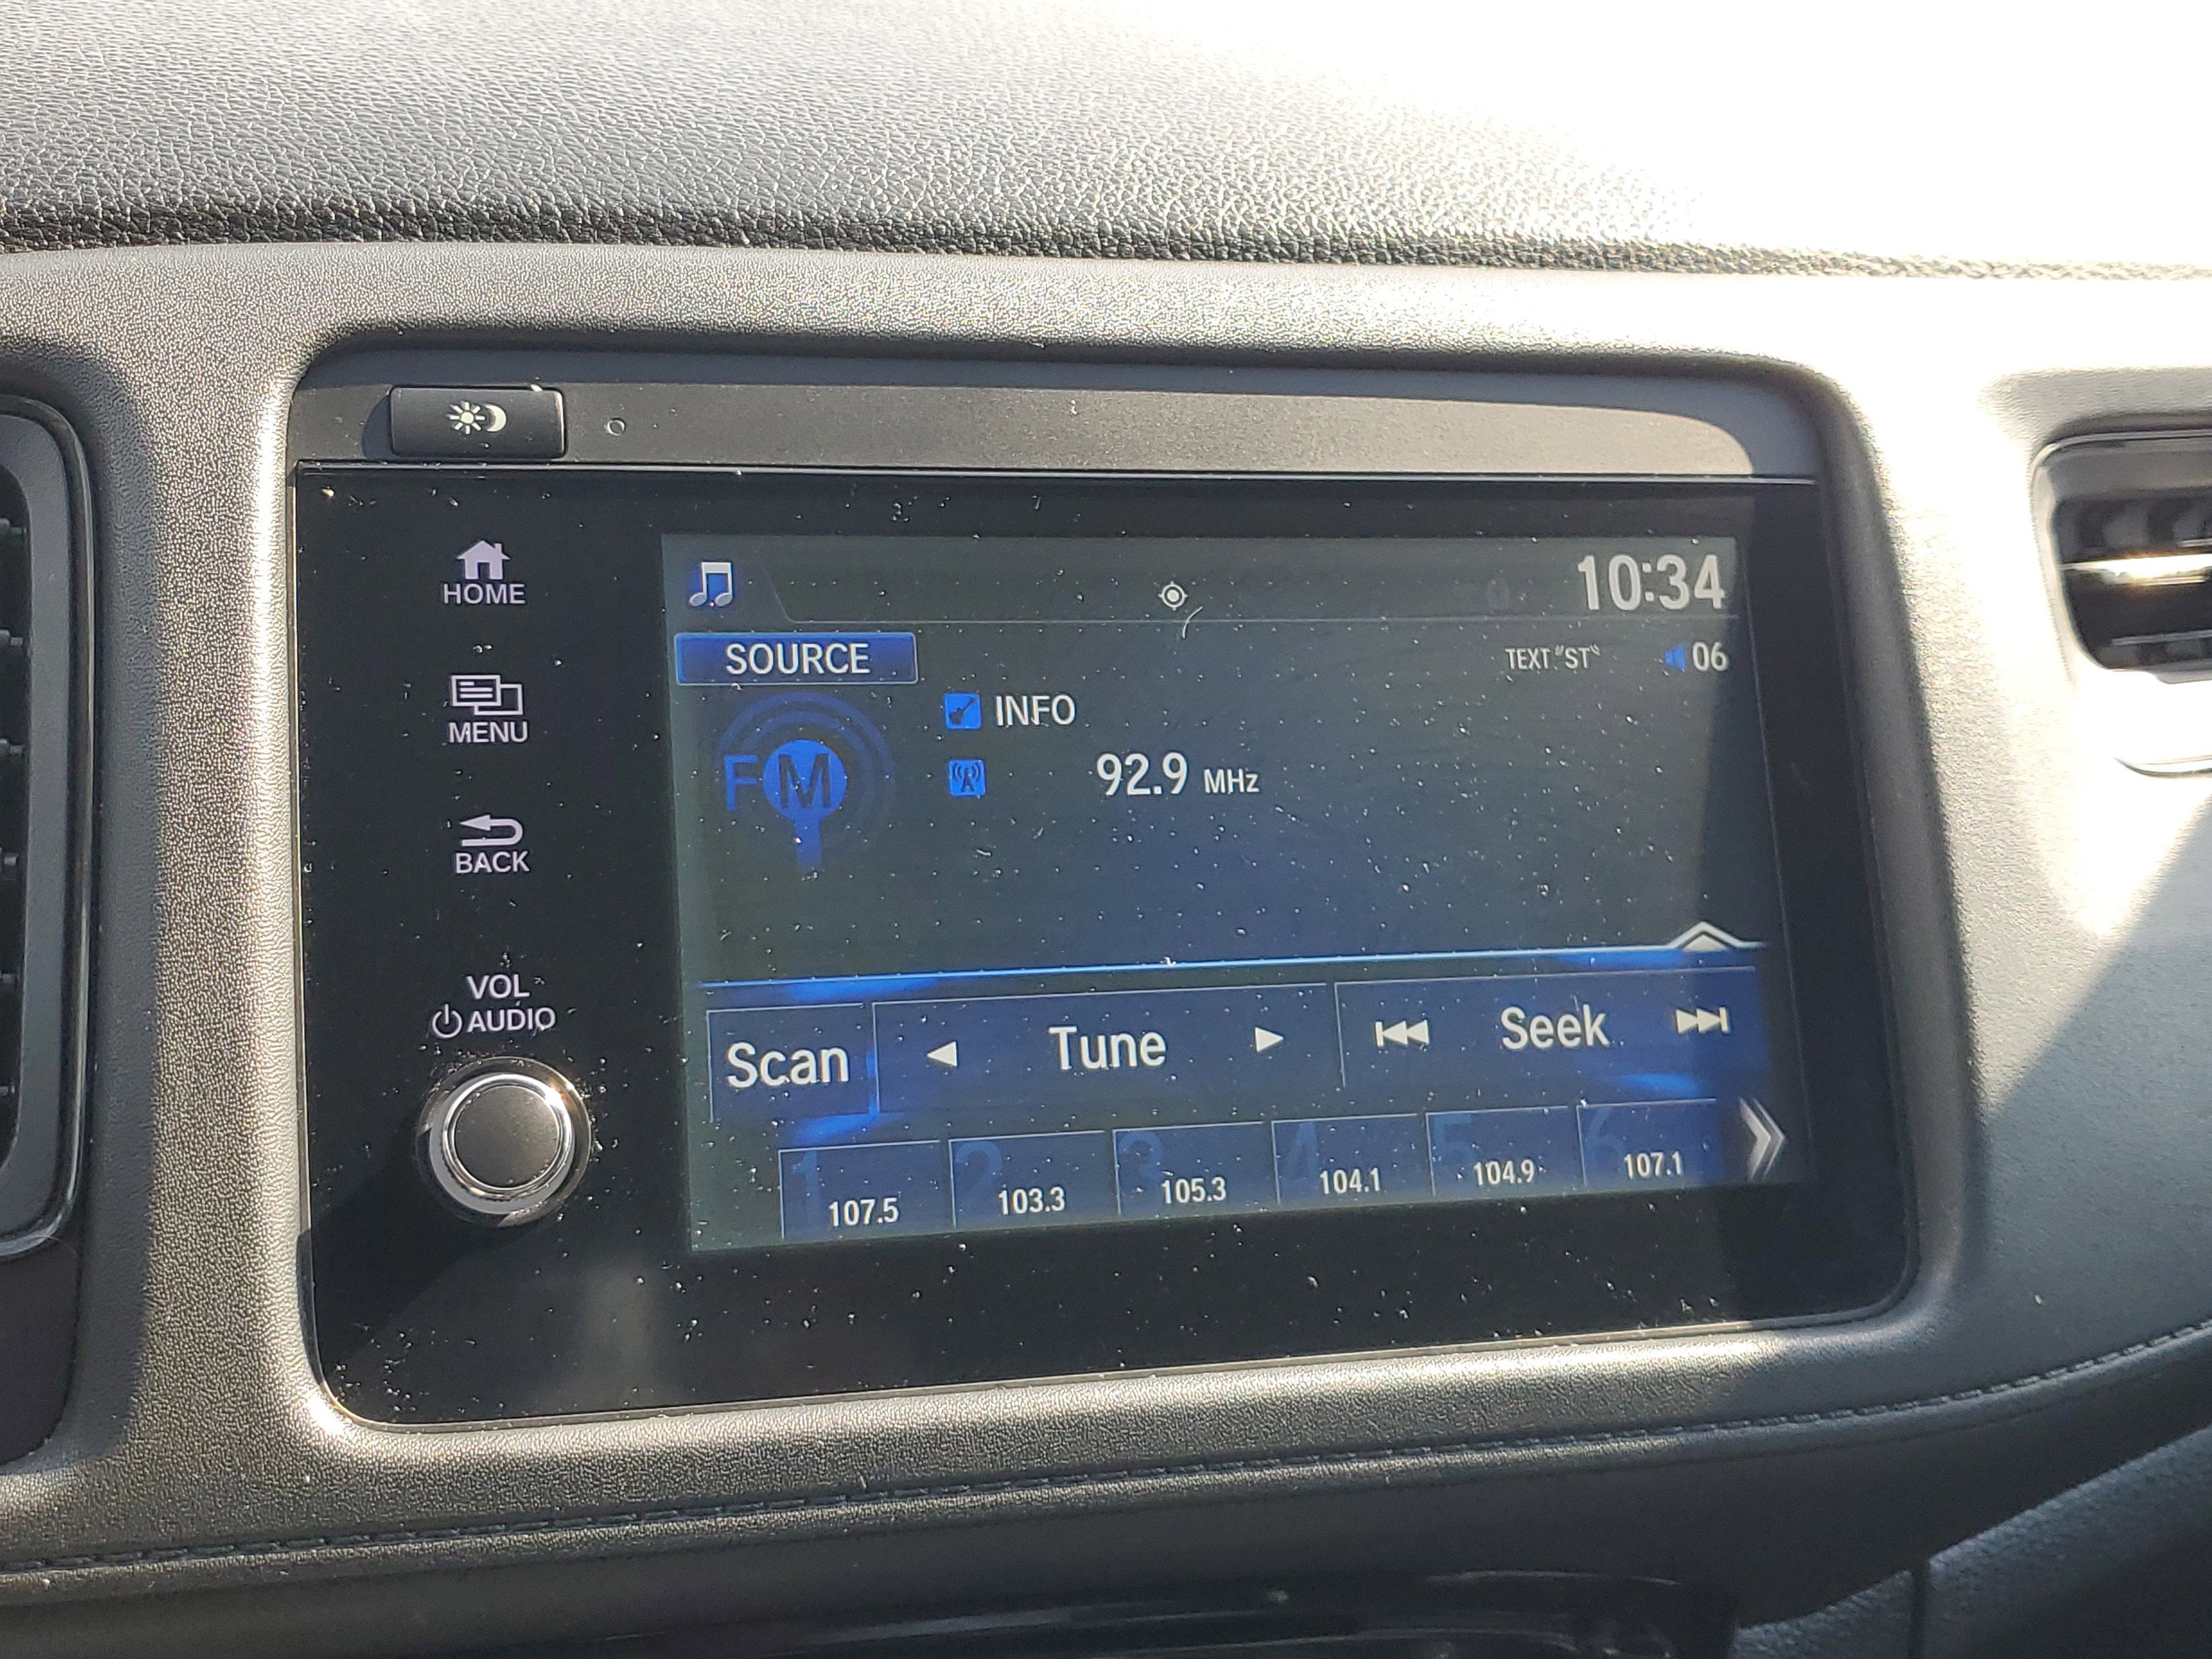 HOME
MENU
BACK
VOL
AUDIO
10:34
SOURCE
TEXT "ST"
06
INFO
FM
92.9 MHz
Scan
Tune
Seek
1 107.5
2 103.3
3 105.3
4 104.1
5 104.9
6 107.1